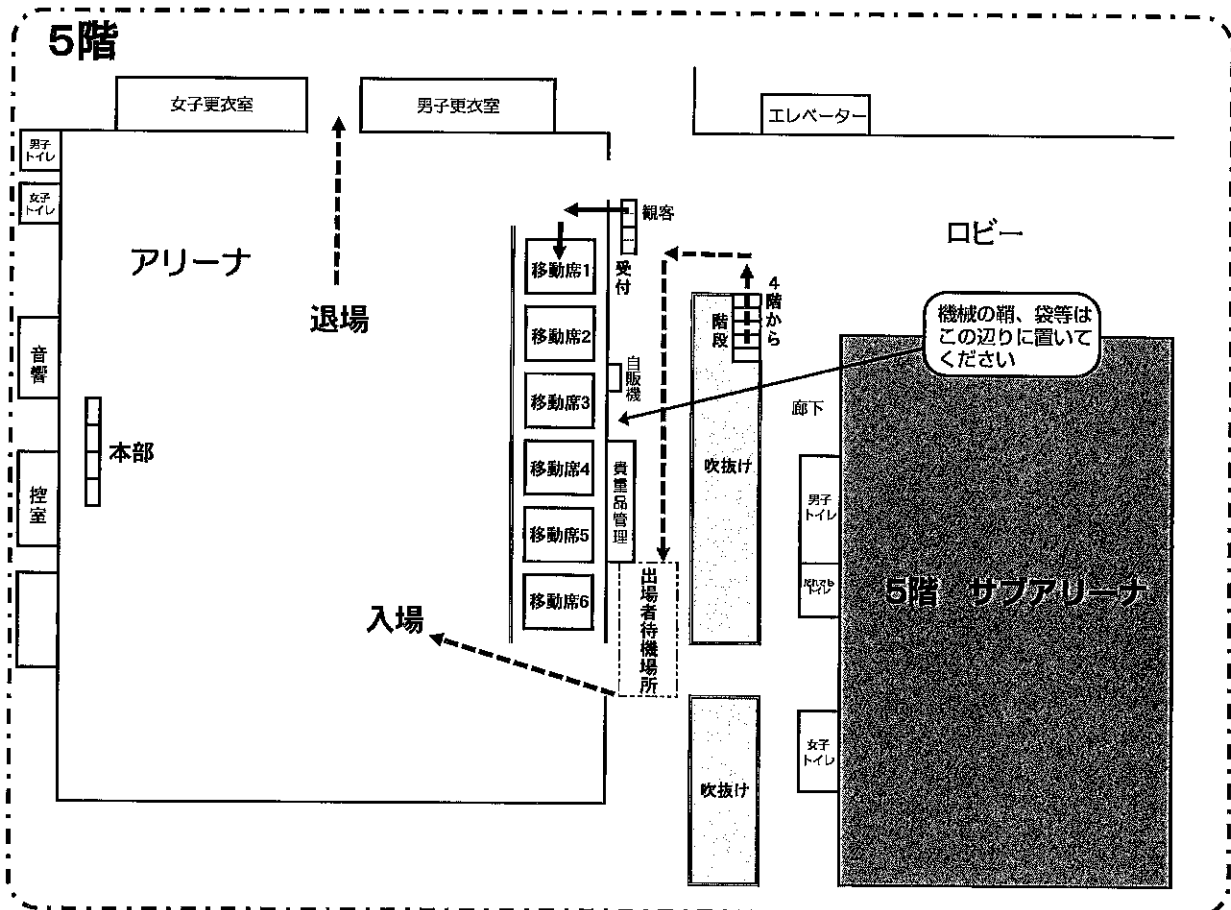 5階
女子更衣室
男子更衣室
エレベーター
男子
トイレ
女子
トイレ
アリーナ
退場
観客
受付
移動席1
移動席2
移動席3
移動席4
移動席5
移動席6
4階から
階段
ロビー
機械の鞘、袋等は
この辺りに置いて
ください
音響
本部
控室
自販機
貴重品管理
吹抜け
廊下
男子
トイレ
だれでも
トイレ
5階 サブアリーナ
入場
出場者待機場所
女子
トイレ
吹抜け